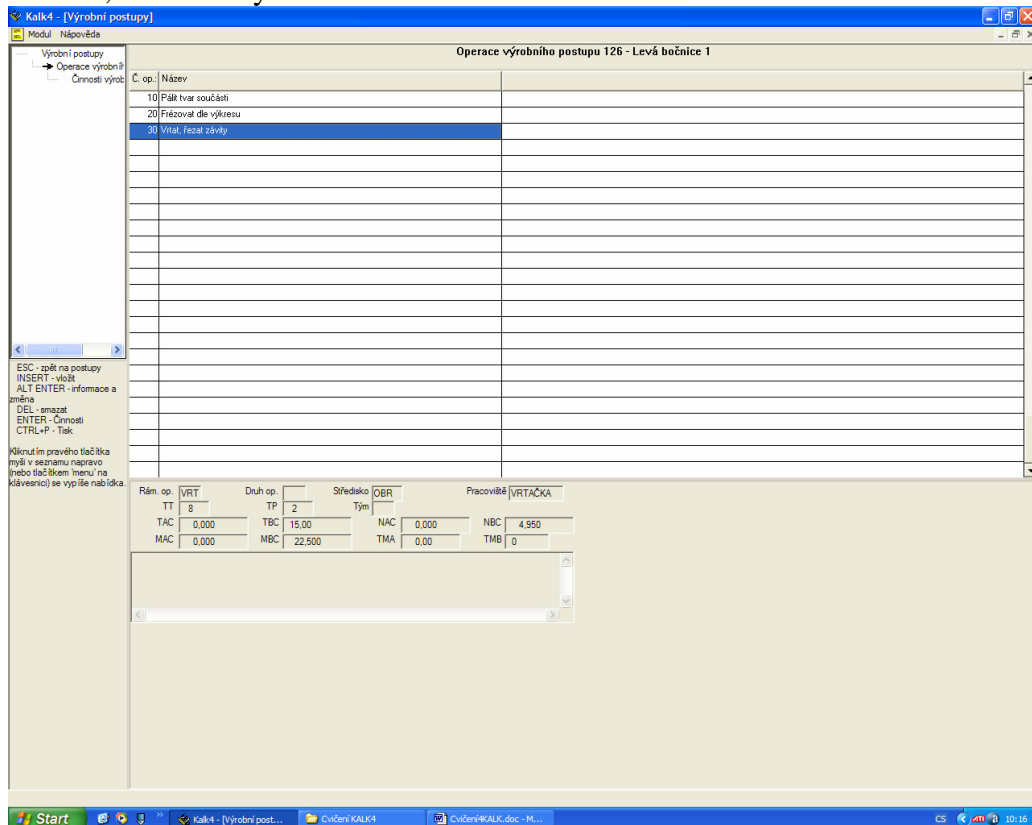 Kalk4 - [Výrobní postupy]
Modul Nápověda
Výrobní postupy
Operace výrobníh
Činnosti výrob
Operace výrobního postupu 126 - Levá bočnice 1
Č. op.: Název
10 Pálit tvar součásti
20 Frézovat dle výkresu
30 Vrtat, řezat závity
ESC - zpět na postupy
INSERT - vložit
ALT ENTER - informace a
změna
DEL - smazat
ENTER - Činnosti
CTRL+P - Tisk
Kliknutím pravého tlačítka
myši v seznamu napravo
(nebo tlačítkem 'menu' na
klávesnici) se vypíše nabídka.
Rám. op. VRT Druh op. Středisko OBR Pracoviště VRTAČKA
TT 8 TP 2 Tým
TAC 0,000 TBC 15,00 NAC 0,000 NBC 4,950
MAC 0,000 MBC 22,500 TMA 0,00 TMB 0
Start Kalk4 - [Výrobní post... Cvičení KALK4 Cvičení4KALK.doc - M... CS ATI 10:16